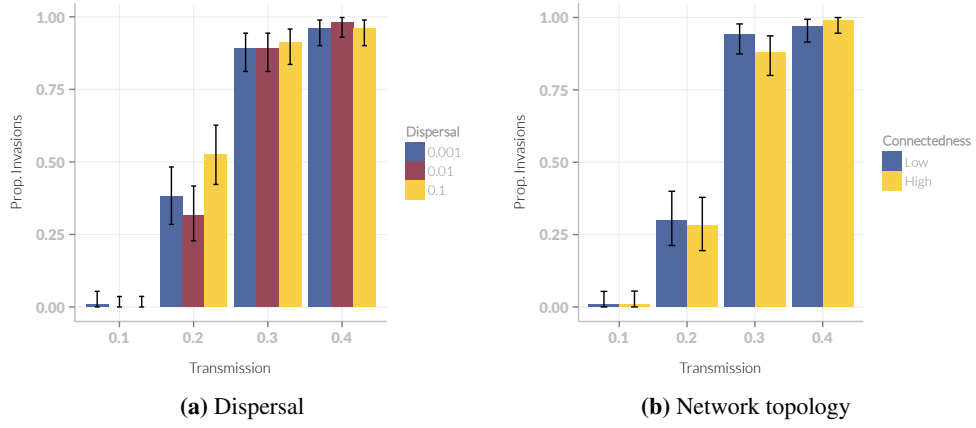 1.00
0.75
0.50
0.25
0.00
Prop. Invasions
0.1 0.2 0.3 0.4
Transmission
Dispersal
0.001
0.01
0.1
(a) Dispersal
1.00
0.75
0.50
0.25
0.00
Prop. Invasions
0.1 0.2 0.3 0.4
Transmission
Connectedness
Low
High
(b) Network topology